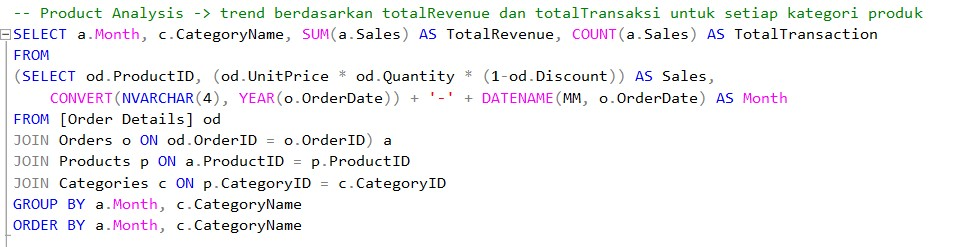 -- Product Analysis -> trend berdasarkan totalRevenue dan totalTransaksi untuk setiap kategori produk
SELECT a.Month, c.CategoryName, SUM(a.Sales) AS TotalRevenue, COUNT(a.Sales) AS TotalTransaction
FROM
(SELECT od.ProductID, (od.UnitPrice * od.Quantity * (1-od.Discount)) AS Sales,
    CONVERT(NVARCHAR(4), YEAR(o.OrderDate)) + '-' + DATENAME(MM, o.OrderDate) AS Month
FROM [Order Details] od
JOIN Orders o ON od.OrderID = o.OrderID) a
JOIN Products p ON a.ProductID = p.ProductID
JOIN Categories c ON p.CategoryID = c.CategoryID
GROUP BY a.Month, c.CategoryName
ORDER BY a.Month, c.CategoryName